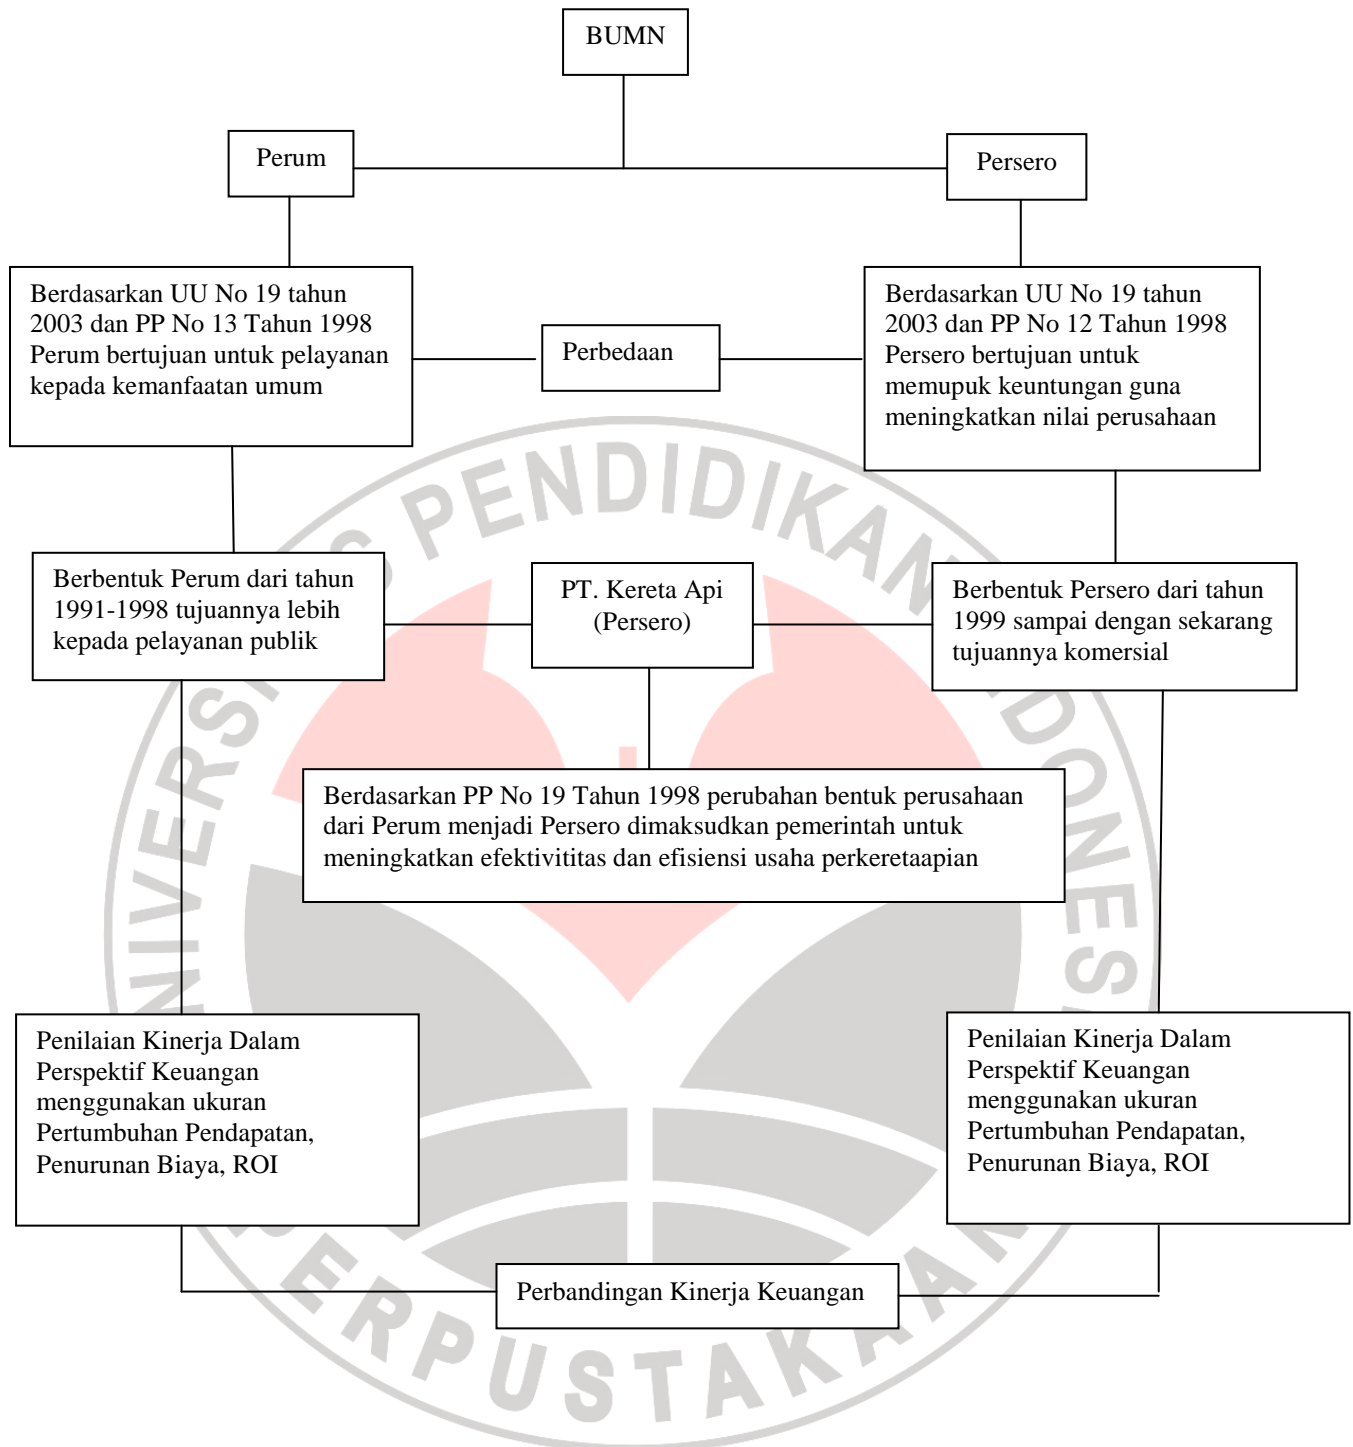 BUMN
Perum
Persero
Berdasarkan UU No 19 tahun
2003 dan PP No 13 Tahun 1998
Perum bertujuan untuk pelayanan
kepada kemanfaatan umum
Perbedaan
Berdasarkan UU No 19 tahun
2003 dan PP No 12 Tahun 1998
Persero bertujuan untuk
memupuk keuntungan guna
meningkatkan nilai perusahaan
Berbentuk Perum dari tahun
1991-1998 tujuannya lebih
kepada pelayanan publik
PT. Kereta Api
(Persero)
Berbentuk Persero dari tahun
1999 sampai dengan sekarang
tujuannya komersial
Berdasarkan PP No 19 Tahun 1998 perubahan bentuk perusahaan
dari Perum menjadi Persero dimaksudkan pemerintah untuk
meningkatkan efektivititas dan efisiensi usaha perkeretaapian
Penilaian Kinerja Dalam
Perspektif Keuangan
menggunakan ukuran
Pertumbuhan Pendapatan,
Penurunan Biaya, ROI
Penilaian Kinerja Dalam
Perspektif Keuangan
menggunakan ukuran
Pertumbuhan Pendapatan,
Penurunan Biaya, ROI
Perbandingan Kinerja Keuangan
PENDIDIKAN
PERPUSTAKAAN